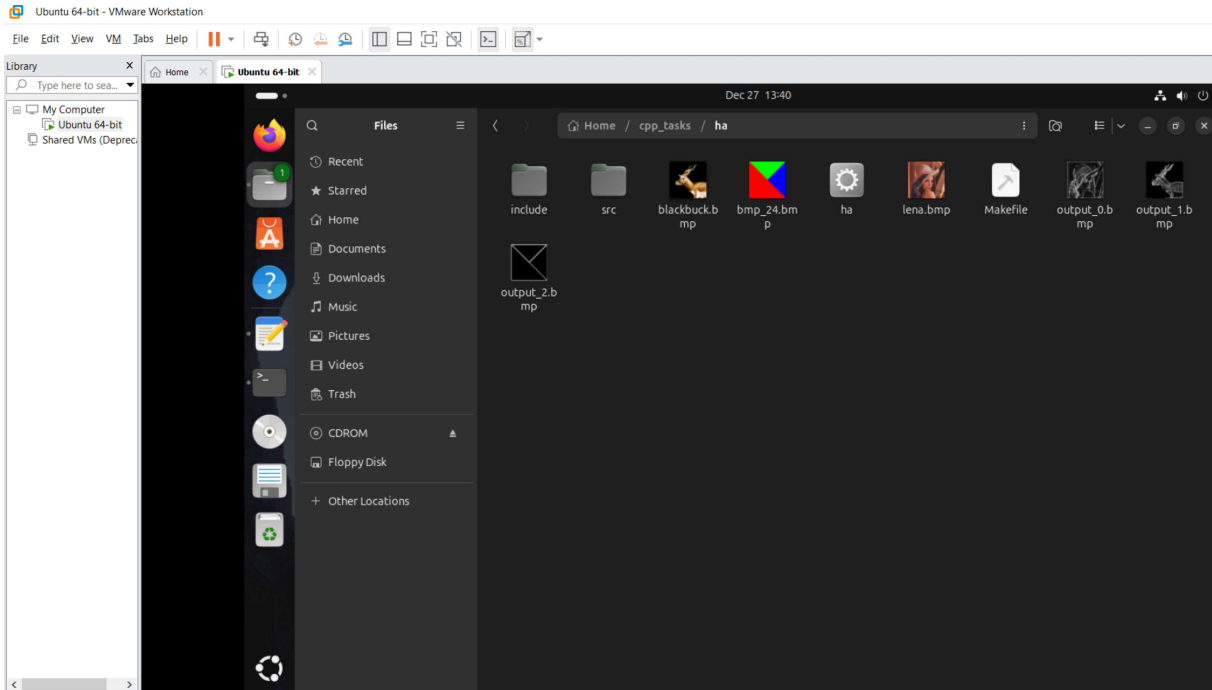 Ubuntu 64-bit - VMware Workstation
File Edit View VM Tabs Help
Library
Type here to sea...
My Computer
Ubuntu 64-bit
Shared VMs (Deprec
Home
Ubuntu 64-bit
Dec 27 13:40
Files
Home / cpp_tasks / ha
1
Recent
Starred
Home
Documents
Downloads
Music
Pictures
Videos
Trash
CDROM
Floppy Disk
+ Other Locations
include
src
blackbuck.b
mp
bmp_24.bm
p
ha
lena.bmp
Makefile
output_0.b
mp
output_1.b
mp
output_2.b
mp